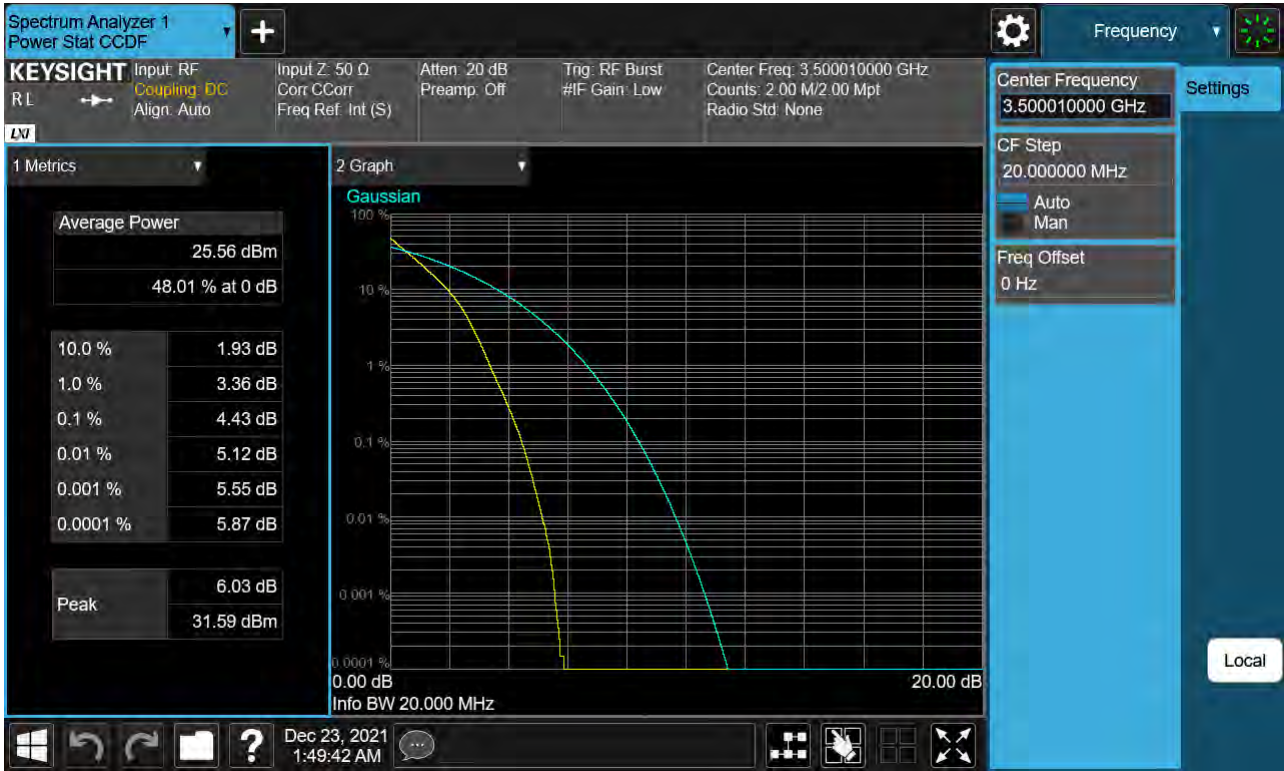 Spectrum Analyzer 1
Power Stat CCDF
+
Frequency
KEYSIGHT
R L
LXI
Input: RF
Coupling: DC
Align: Auto
Input Z: 50 Ω
Corr CCorr
Freq Ref: Int (S)
Atten: 20 dB
Preamp: Off
Trig: RF Burst
#IF Gain: Low
Center Freq: 3.500010000 GHz
Counts: 2.00 M/2.00 Mpt
Radio Std: None
Center Frequency
3.500010000 GHz
Settings
CF Step
20.000000 MHz
Auto
Man
Freq Offset
0 Hz
Local
1 Metrics
Average Power
25.56 dBm
48.01 % at 0 dB
10.0 % 1.93 dB
1.0 % 3.36 dB
0.1 % 4.43 dB
0.01 % 5.12 dB
0.001 % 5.55 dB
0.0001 % 5.87 dB
Peak
6.03 dB
31.59 dBm
2 Graph
Gaussian
100 %
10 %
1 %
0.1 %
0.01 %
0.001 %
0.0001 %
0.00 dB 20.00 dB
Info BW 20.000 MHz
?
Dec 23, 2021
1:49:42 AM